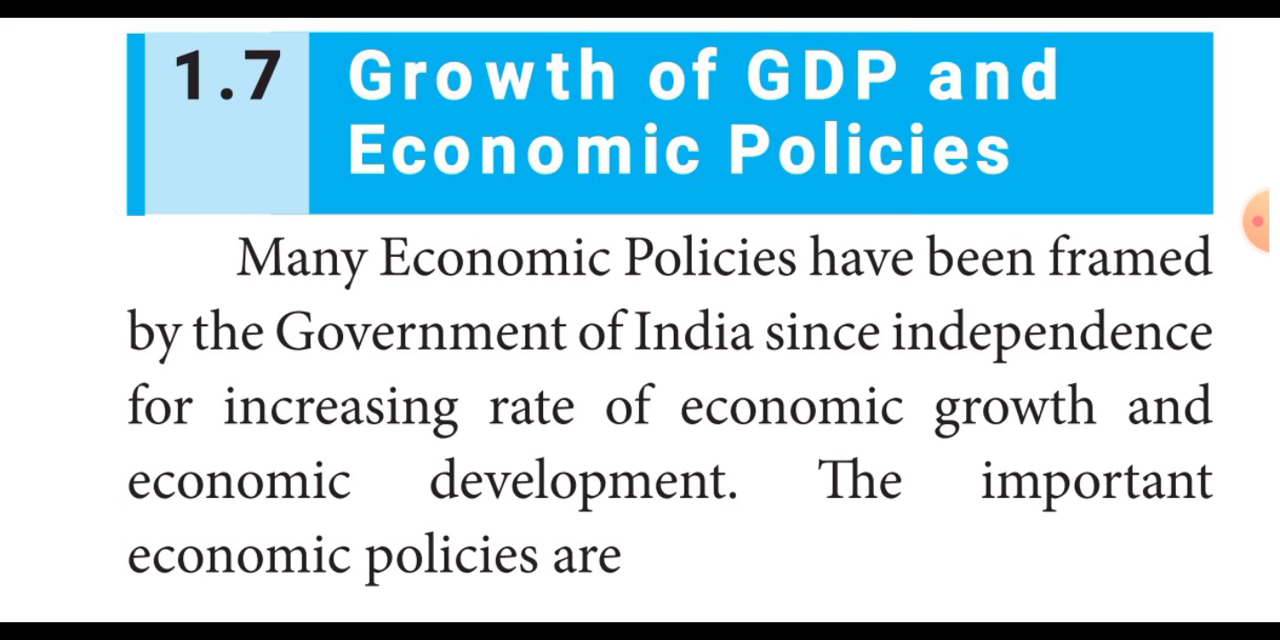 1.7 Growth of GDP and
Economic Policies
Many Economic Policies have been framed
by the Government of India since independence
for increasing rate of economic growth and
economic development. The important
economic policies are